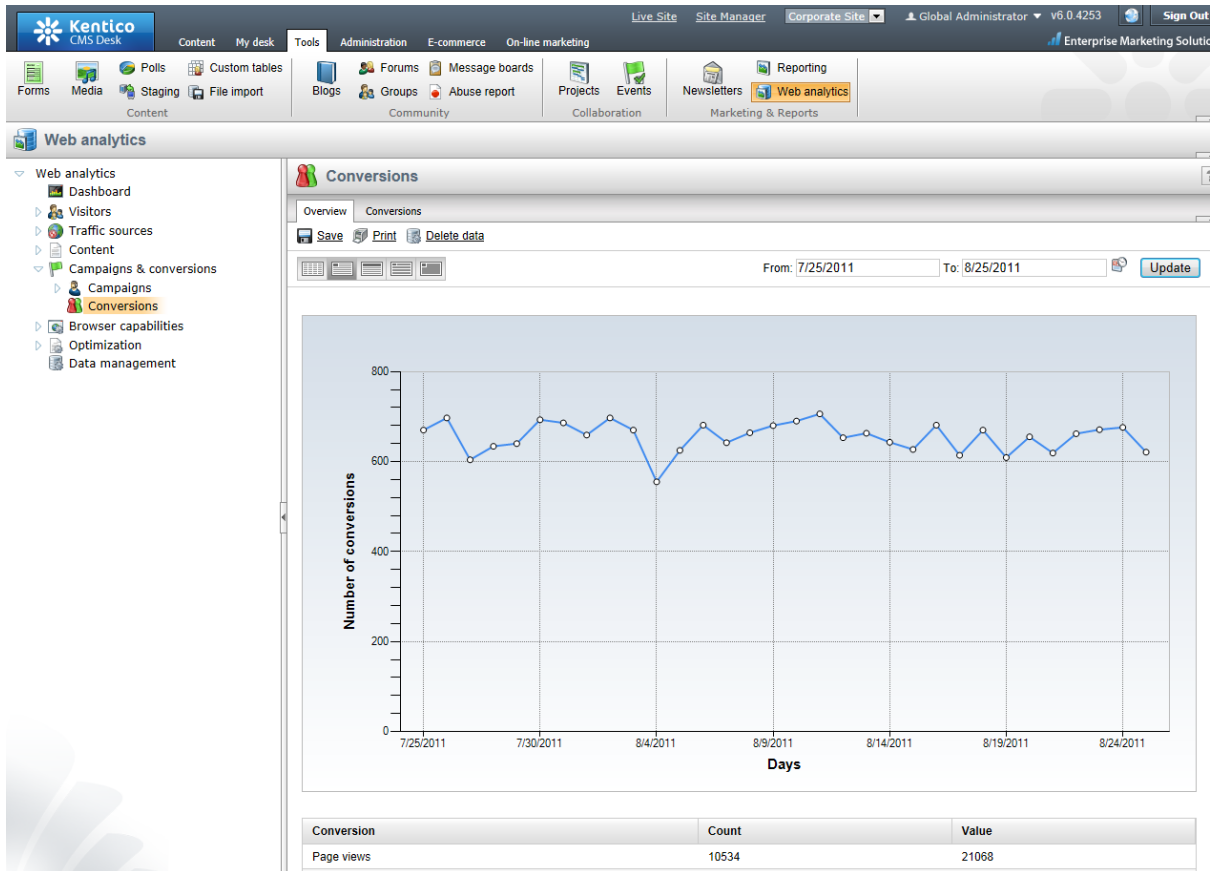 Live Site Site Manager Corporate Site Global Administrator v6.0.4253 Sign Out
Kentico
CMS Desk
Content My desk Tools Administration E-commerce On-line marketing
Enterprise Marketing Solutio
Polls Custom tables Forums Message boards Reporting
Forms Media Staging File import Blogs Groups Abuse report Projects Events Newsletters Web analytics
Content Community Collaboration Marketing & Reports
Web analytics
Web analytics
Dashboard
Visitors
Traffic sources
Content
Campaigns & conversions
Campaigns
Conversions
Browser capabilities
Optimization
Data management
Conversions
Overview Conversions
Save Print Delete data
From: 7/25/2011 To: 8/25/2011 Update
800
600
400
200
0
Number of conversions
7/25/2011 7/30/2011 8/4/2011 8/9/2011 8/14/2011 8/19/2011 8/24/2011
Days
Conversion Count Value
Page views 10534 21068